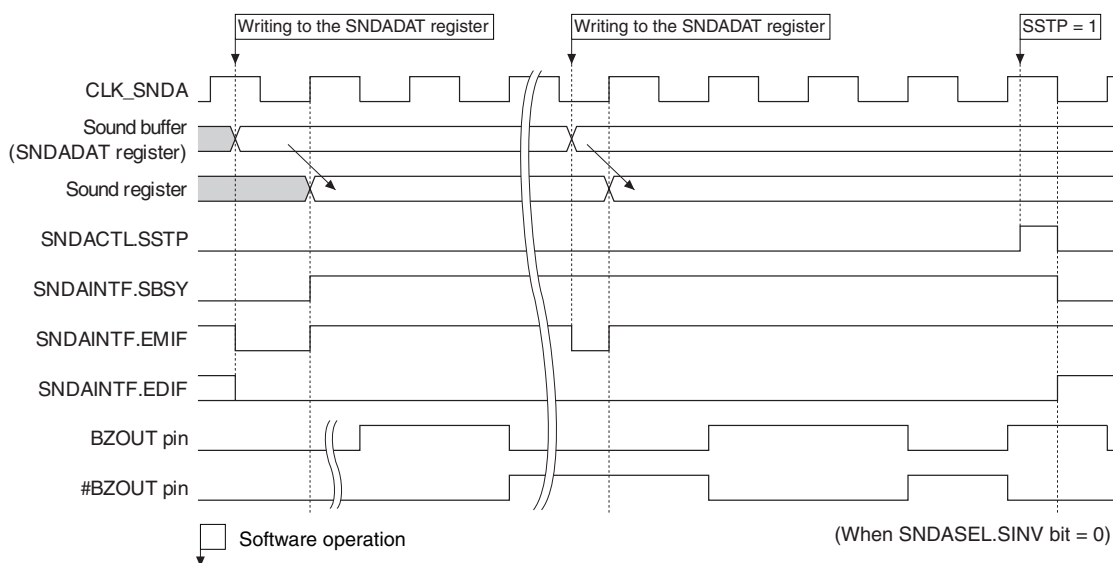 Writing to the SNDADAT register
Writing to the SNDADAT register
SSTP = 1
CLK_SNDA
Sound buffer
(SNDADAT register)
Sound register
SNDACTL.SSTP
SNDAINTF.SBSY
SNDAINTF.EMIF
SNDAINTF.EDIF
BZOUT pin
#BZOUT pin
Software operation
(When SNDASEL.SINV bit = 0)